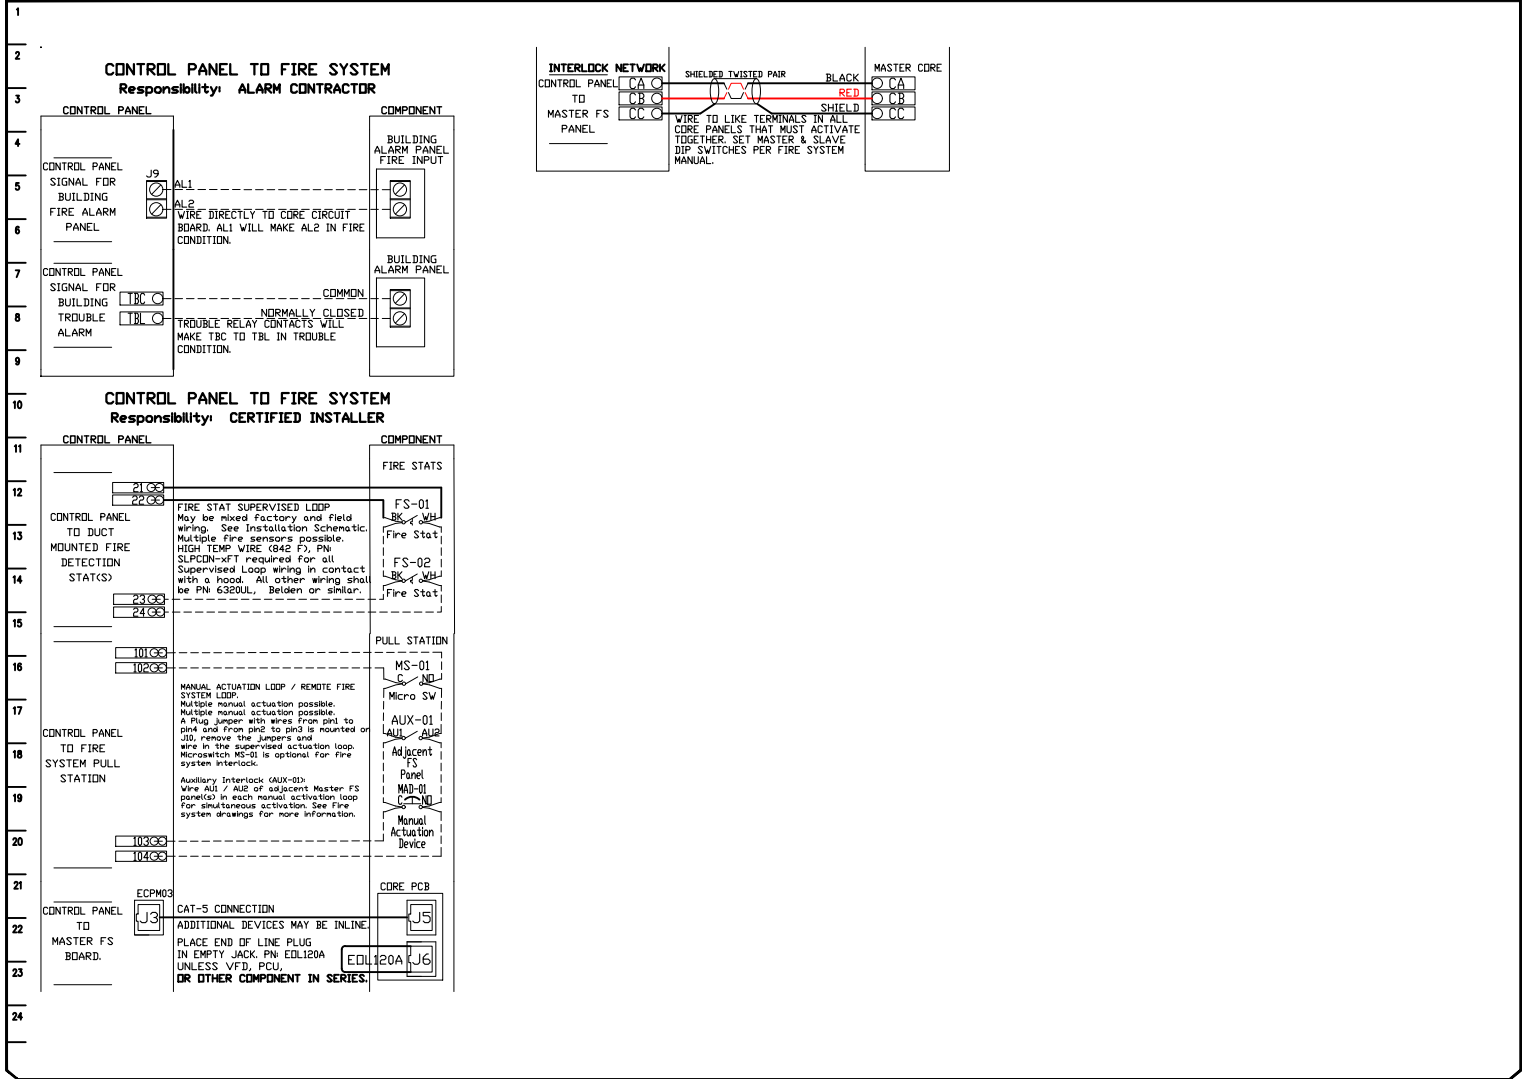 1
2
3
4
5
6
7
8
9
10
11
12
13
14
15
16
17
18
19
20
21
22
23
24
CONTROL PANEL TO FIRE SYSTEM
Responsibility: ALARM CONTRACTOR
CONTROL PANEL
COMPONENT
CONTROL PANEL
SIGNAL FOR
BUILDING
FIRE ALARM
PANEL
J9
AL1
AL2
WIRE DIRECTLY TO CORE CIRCUIT
BOARD. AL1 WILL MAKE AL2 IN FIRE
CONDITION.
BUILDING
ALARM PANEL
FIRE INPUT
CONTROL PANEL
SIGNAL FOR
BUILDING
TROUBLE
ALARM
TBC
TBL
COMMON
NORMALLY CLOSED
TROUBLE RELAY CONTACTS WILL
MAKE TBC TO TBL IN TROUBLE
CONDITION.
BUILDING
ALARM PANEL
CONTROL PANEL TO FIRE SYSTEM
Responsibility: CERTIFIED INSTALLER
CONTROL PANEL
COMPONENT
CONTROL PANEL
TO DUCT
MOUNTED FIRE
DETECTION
STAT(S)
21
22
23
24
FIRE STAT SUPERVISED LOOP
May be mixed factory and field
wiring. See Installation Schematic.
Multiple fire sensors possible.
HIGH TEMP WIRE (842 F), PN:
SLPCON-xFT required for all
Supervised Loop wiring in contact
with a hood. All other wiring shall
be PN: 6320UL, Belden or similar.
FIRE STATS
FS-01
BK WH
Fire Stat
FS-02
BK WH
Fire Stat
CONTROL PANEL
TO FIRE
SYSTEM PULL
STATION
101
102
103
104
MANUAL ACTUATION LOOP / REMOTE FIRE
SYSTEM LOOP.
Multiple manual actuation possible.
Multiple manual actuation possible.
A Plug jumper with wires from pin1 to
pin4 and from pin2 to pin3 is mounted on
J10, remove the jumpers and
wire in the supervised actuation loop.
Microswitch MS-01 is optional for fire
system interlock.
Auxiliary Interlock (AUX-01):
Wire AU1 / AU2 of adjacent Master FS
panel(s) in each manual activation loop
for simultaneous activation. See Fire
system drawings for more information.
PULL STATION
MS-01
C NO
Micro SW
AUX-01
AU1 AU2
Adjacent
FS
Panel
MAD-01
C NO
Manual
Actuation
Device
CONTROL PANEL
TO
MASTER FS
BOARD.
ECPM03
J3
CAT-5 CONNECTION
ADDITIONAL DEVICES MAY BE INLINE.
PLACE END OF LINE PLUG
IN EMPTY JACK. PN: EOL120A
UNLESS VFD, PCU,
OR OTHER COMPONENT IN SERIES.
CORE PCB
J5
EOL120A
J6
INTERLOCK NETWORK
CONTROL PANEL
TO
MASTER FS
PANEL
CA
CB
CC
SHIELDED TWISTED PAIR
BLACK
RED
SHIELD
WIRE TO LIKE TERMINALS IN ALL
CORE PANELS THAT MUST ACTIVATE
TOGETHER. SET MASTER & SLAVE
DIP SWITCHES PER FIRE SYSTEM
MANUAL.
MASTER CORE
CA
CB
CC